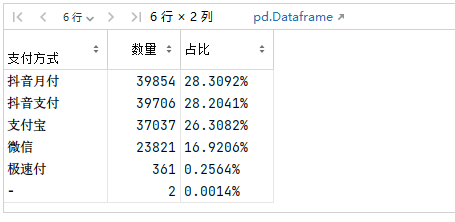 6 行 6 行 × 2 列 pd.Dataframe
支付方式 数量 占比
抖音月付 39854 28.3092%
抖音支付 39706 28.2041%
支付宝 37037 26.3082%
微信 23821 16.9206%
极速付 361 0.2564%
- 2 0.0014%